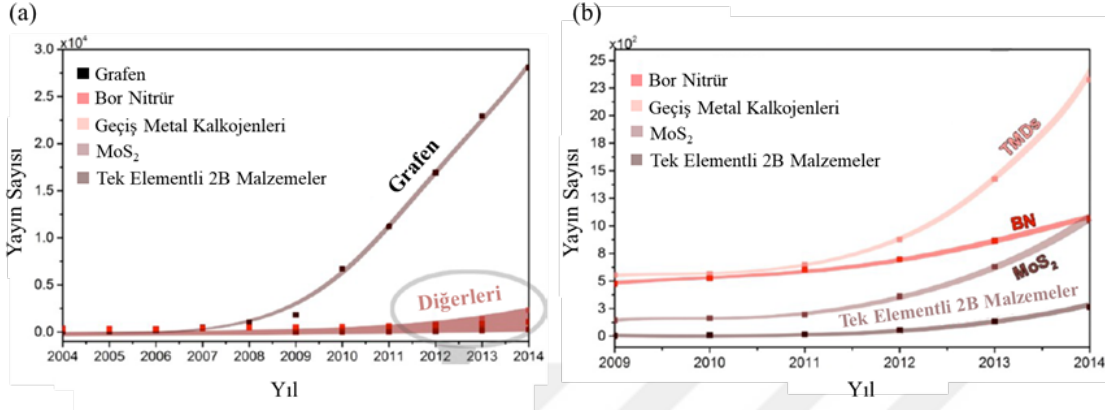 (a)
x10⁴
3.0
2.5
2.0
1.5
1.0
0.5
0.0
Yayın Sayısı
Grafen
Bor Nitrür
Geçiş Metal Kalkojenleri
MoS₂
Tek Elementli 2B Malzemeler
Grafen
Diğerleri
2004 2005 2006 2007 2008 2009 2010 2011 2012 2013 2014
Yıl
(b)
x10²
25
23
20
18
15
13
10
8
5
3
0
Yayın Sayısı
Bor Nitrür
Geçiş Metal Kalkojenleri
MoS₂
Tek Elementli 2B Malzemeler
TMDs
BN
MoS₂
Tek Elementli 2B Malzemeler
2009 2010 2011 2012 2013 2014
Yıl